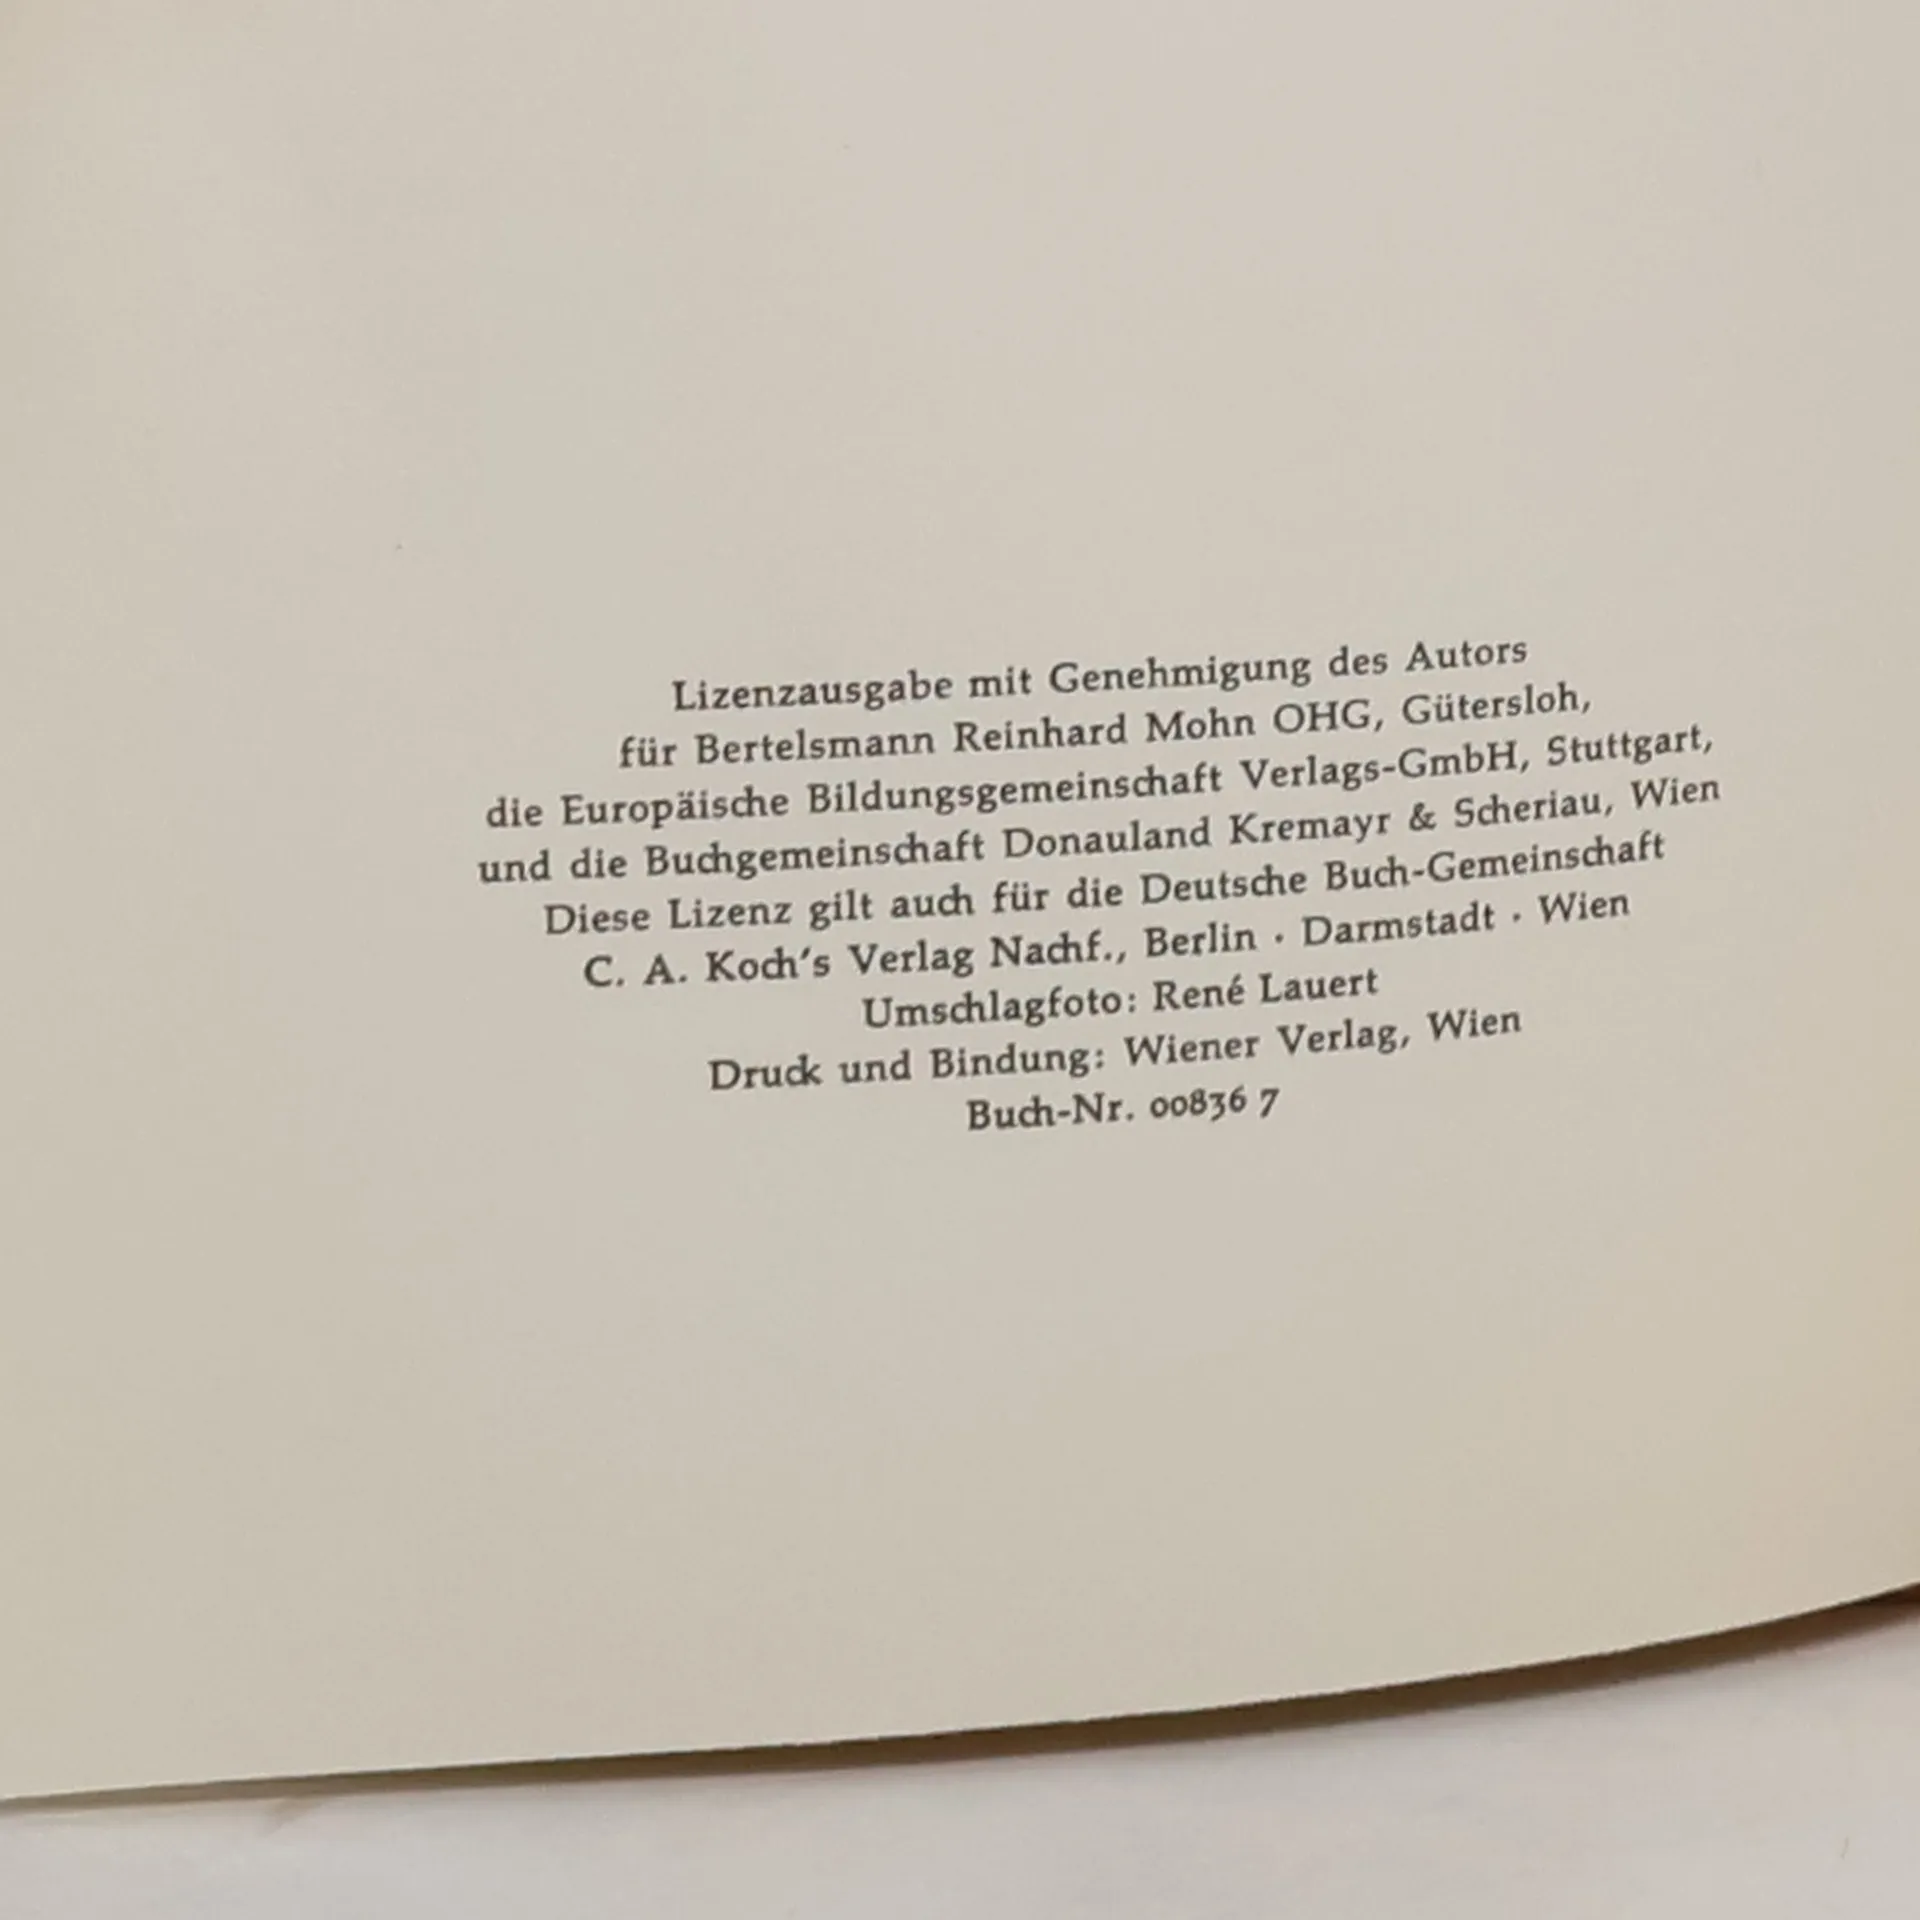 Lizenzausgabe mit Genehmigung des Autors
für Bertelsmann Reinhard Mohn OHG, Gütersloh,
die Europäische Bildungsgemeinschaft Verlags-GmbH, Stuttgart,
und die Buchgemeinschaft Donauland Kremayr & Scheriau, Wien
Diese Lizenz gilt auch für die Deutsche Buch-Gemeinschaft
C. A. Koch's Verlag Nachf., Berlin · Darmstadt · Wien
Umschlagfoto: René Lauert
Druck und Bindung: Wiener Verlag, Wien
Buch-Nr. 00836 7